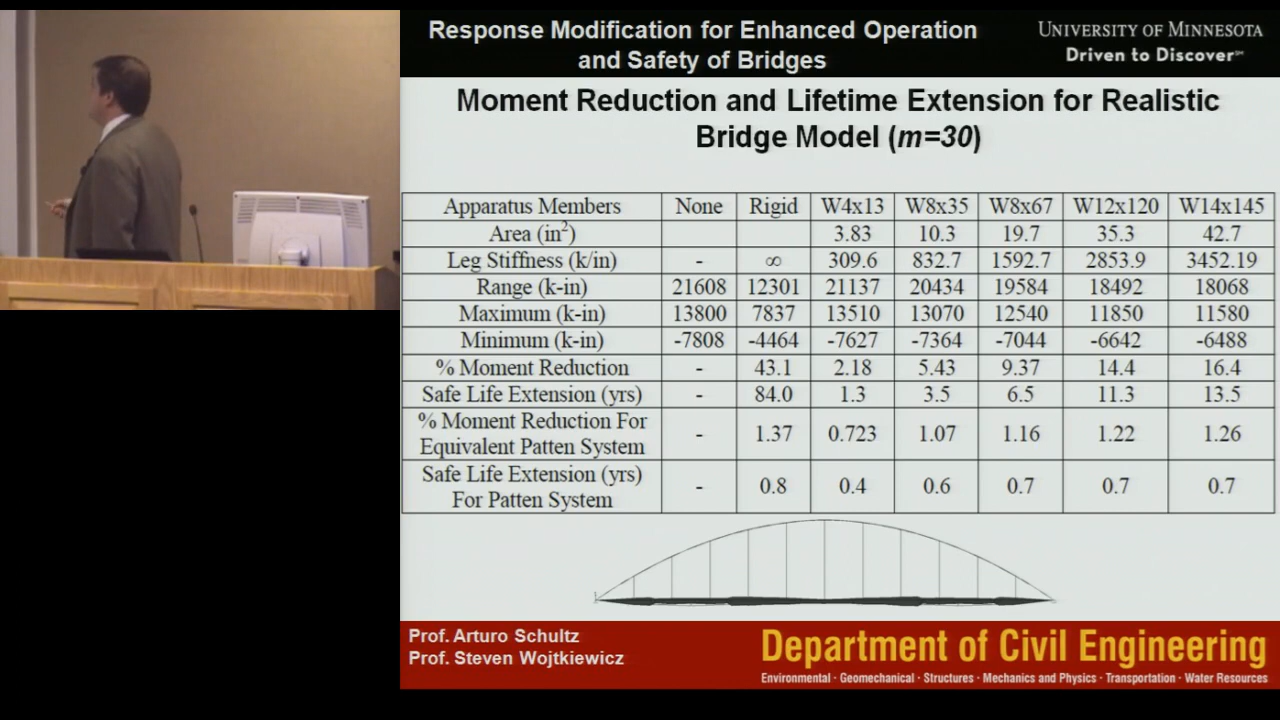 Response Modification for Enhanced Operation
and Safety of Bridges
UNIVERSITY OF MINNESOTA
Driven to Discover℠
Moment Reduction and Lifetime Extension for Realistic
Bridge Model (m=30)
Apparatus Members None Rigid W4x13 W8x35 W8x67 W12x120 W14x145
Area (in²) 3.83 10.3 19.7 35.3 42.7
Leg Stiffness (k/in) - ∞ 309.6 832.7 1592.7 2853.9 3452.19
Range (k-in) 21608 12301 21137 20434 19584 18492 18068
Maximum (k-in) 13800 7837 13510 13070 12540 11850 11580
Minimum (k-in) -7808 -4464 -7627 -7364 -7044 -6642 -6488
% Moment Reduction - 43.1 2.18 5.43 9.37 14.4 16.4
Safe Life Extension (yrs) - 84.0 1.3 3.5 6.5 11.3 13.5
% Moment Reduction For
Equivalent Patten System - 1.37 0.723 1.07 1.16 1.22 1.26
Safe Life Extension (yrs)
For Patten System - 0.8 0.4 0.6 0.7 0.7 0.7
Prof. Arturo Schultz
Prof. Steven Wojtkiewicz
Department of Civil Engineering
Environmental · Geomechanical · Structures · Mechanics and Physics · Transportation · Water Resources